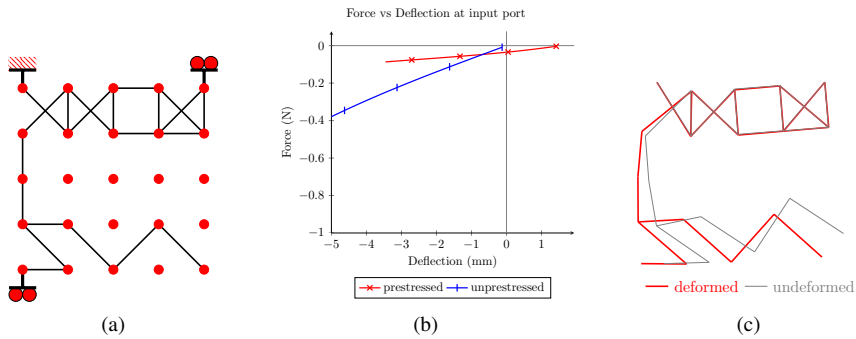 Force vs Deflection at input port
0
−0.2
−0.4
−0.6
−0.8
−1
Force (N)
−5 −4 −3 −2 −1 0 1
Deflection (mm)
prestressed unprestressed
deformed undeformed
(a) (b) (c)